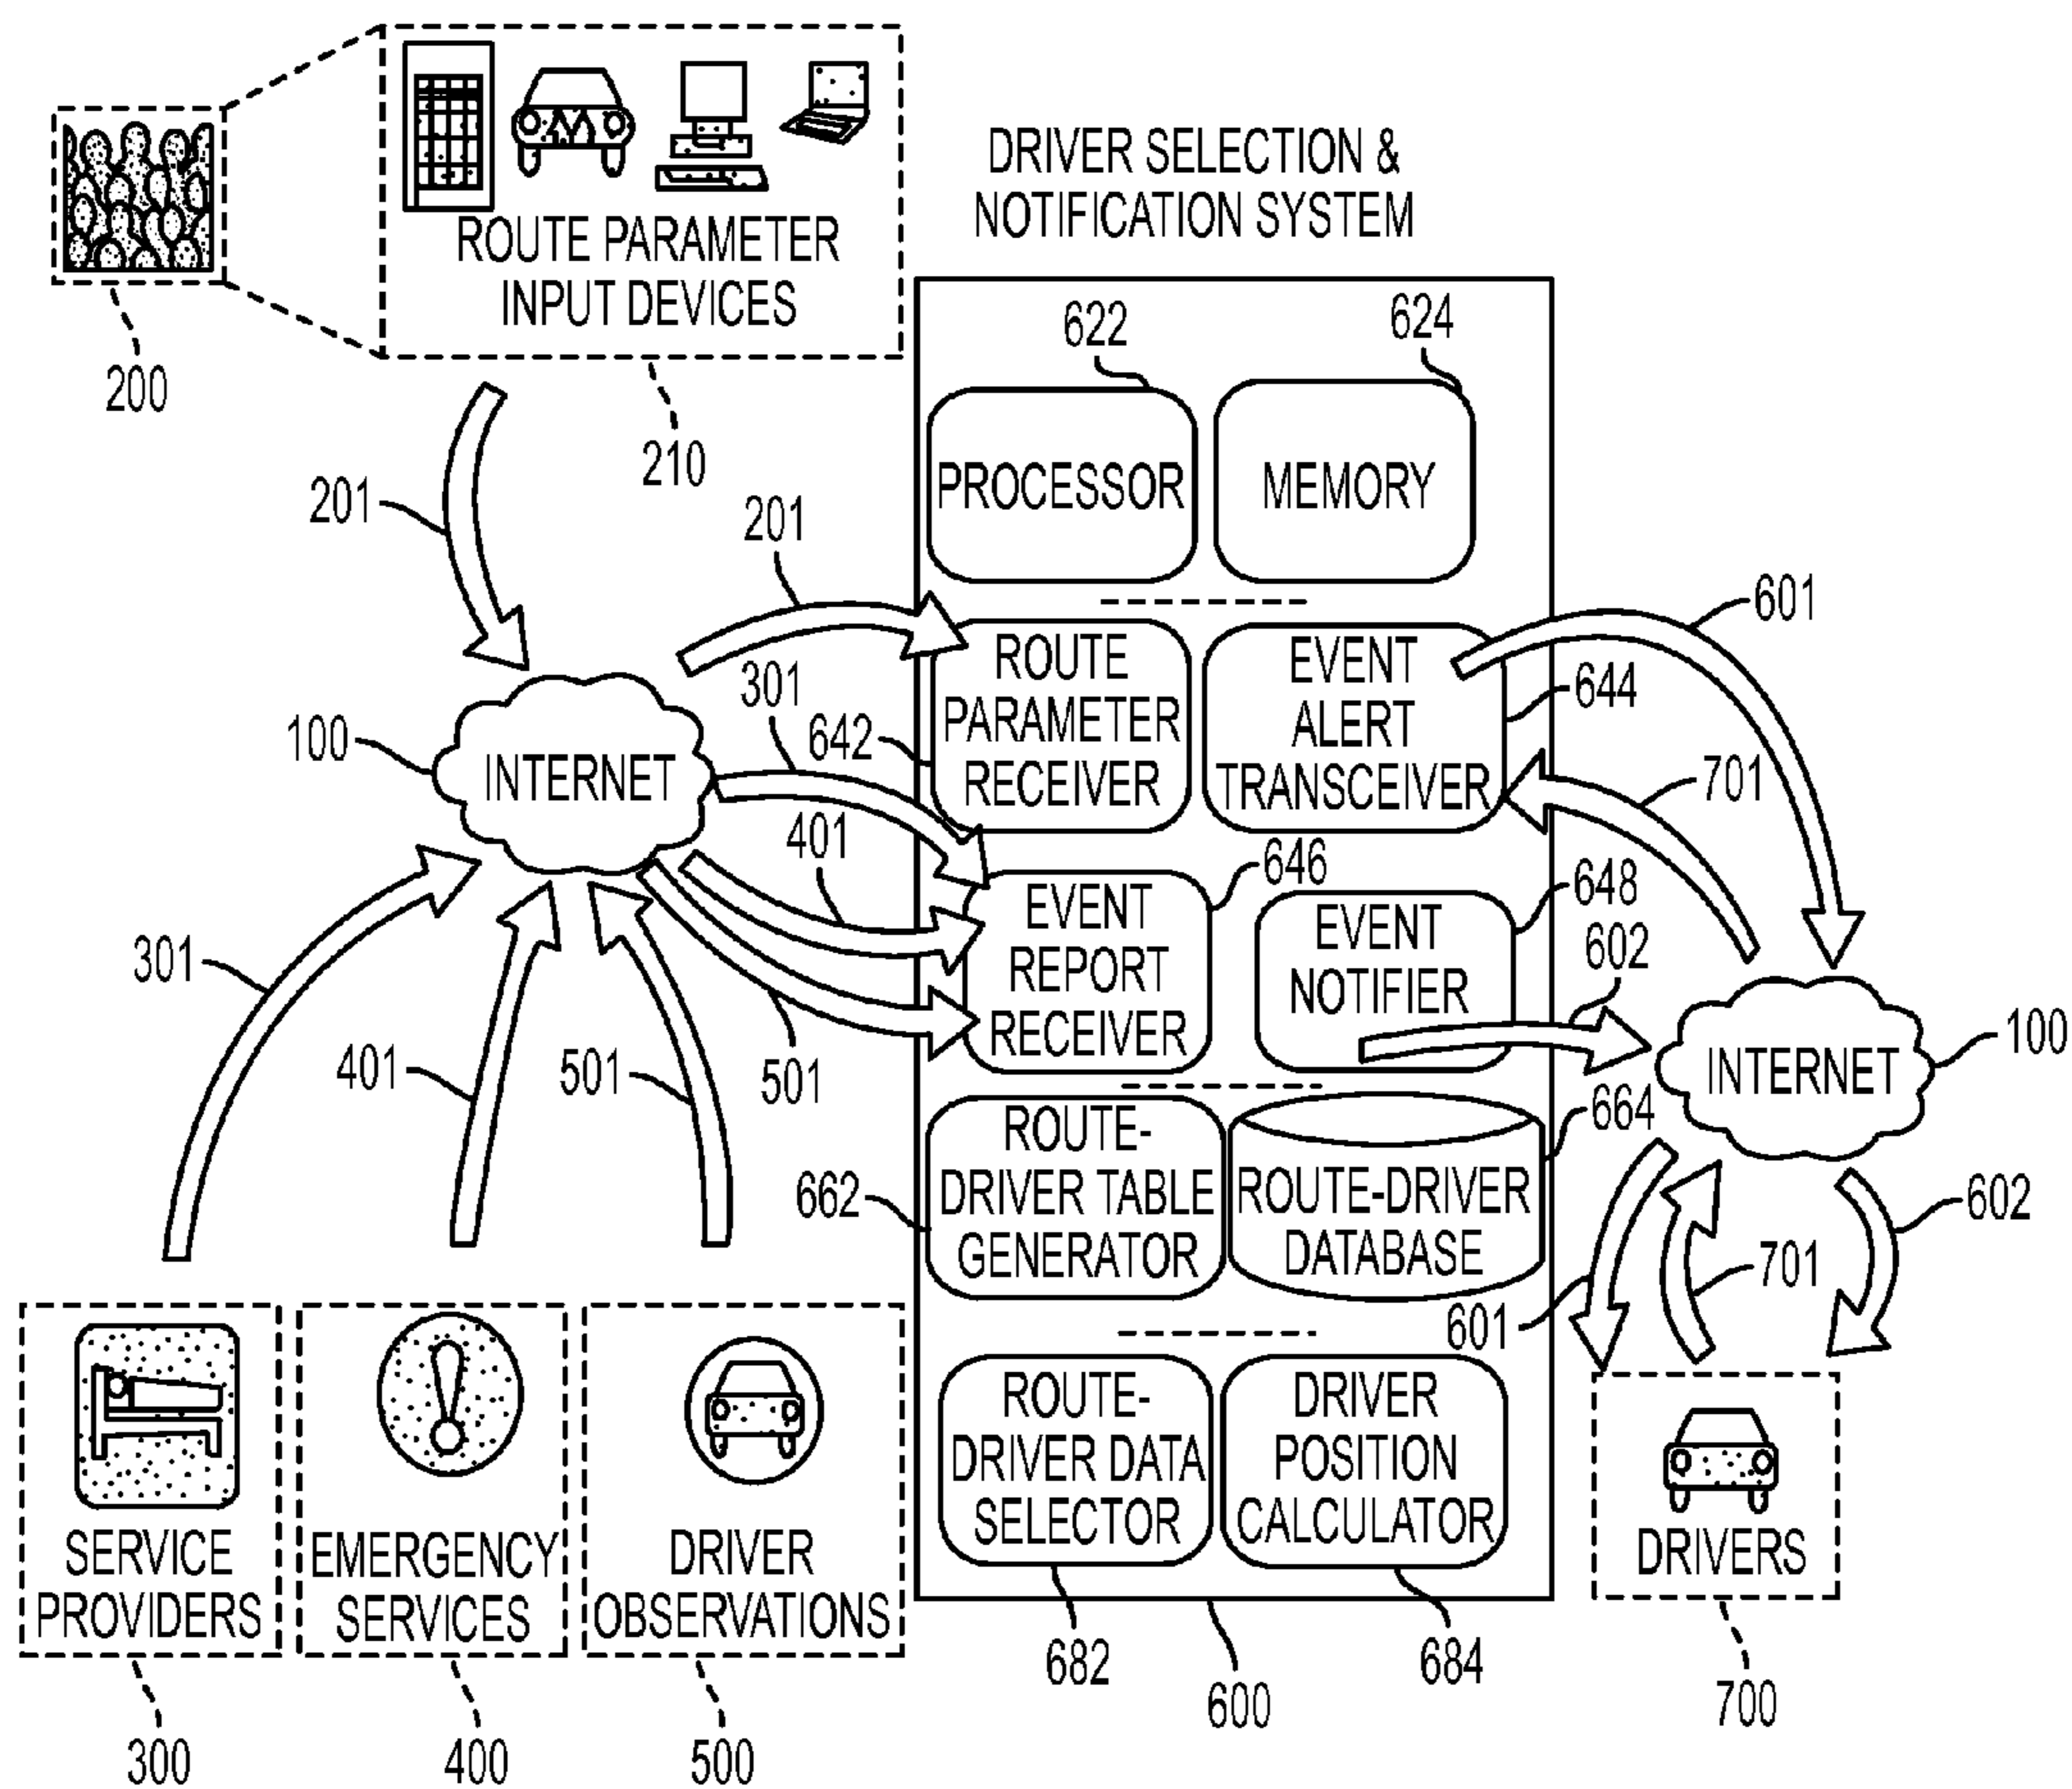 ROUTE PARAMETER
INPUT DEVICES
200
210
DRIVER SELECTION &
NOTIFICATION SYSTEM
622
624
PROCESSOR
MEMORY
201
201
ROUTE
PARAMETER
RECEIVER
642
EVENT
ALERT
TRANSCEIVER
601
644
301
100
INTERNET
701
401
EVENT
REPORT
RECEIVER
646
EVENT
NOTIFIER
648
602
301
401
501
501
INTERNET
100
ROUTE-
DRIVER TABLE
GENERATOR
662
ROUTE-DRIVER
DATABASE
664
601
701
602
ROUTE-
DRIVER DATA
SELECTOR
DRIVER
POSITION
CALCULATOR
SERVICE
PROVIDERS
EMERGENCY
SERVICES
DRIVER
OBSERVATIONS
DRIVERS
682
600
684
700
300
400
500